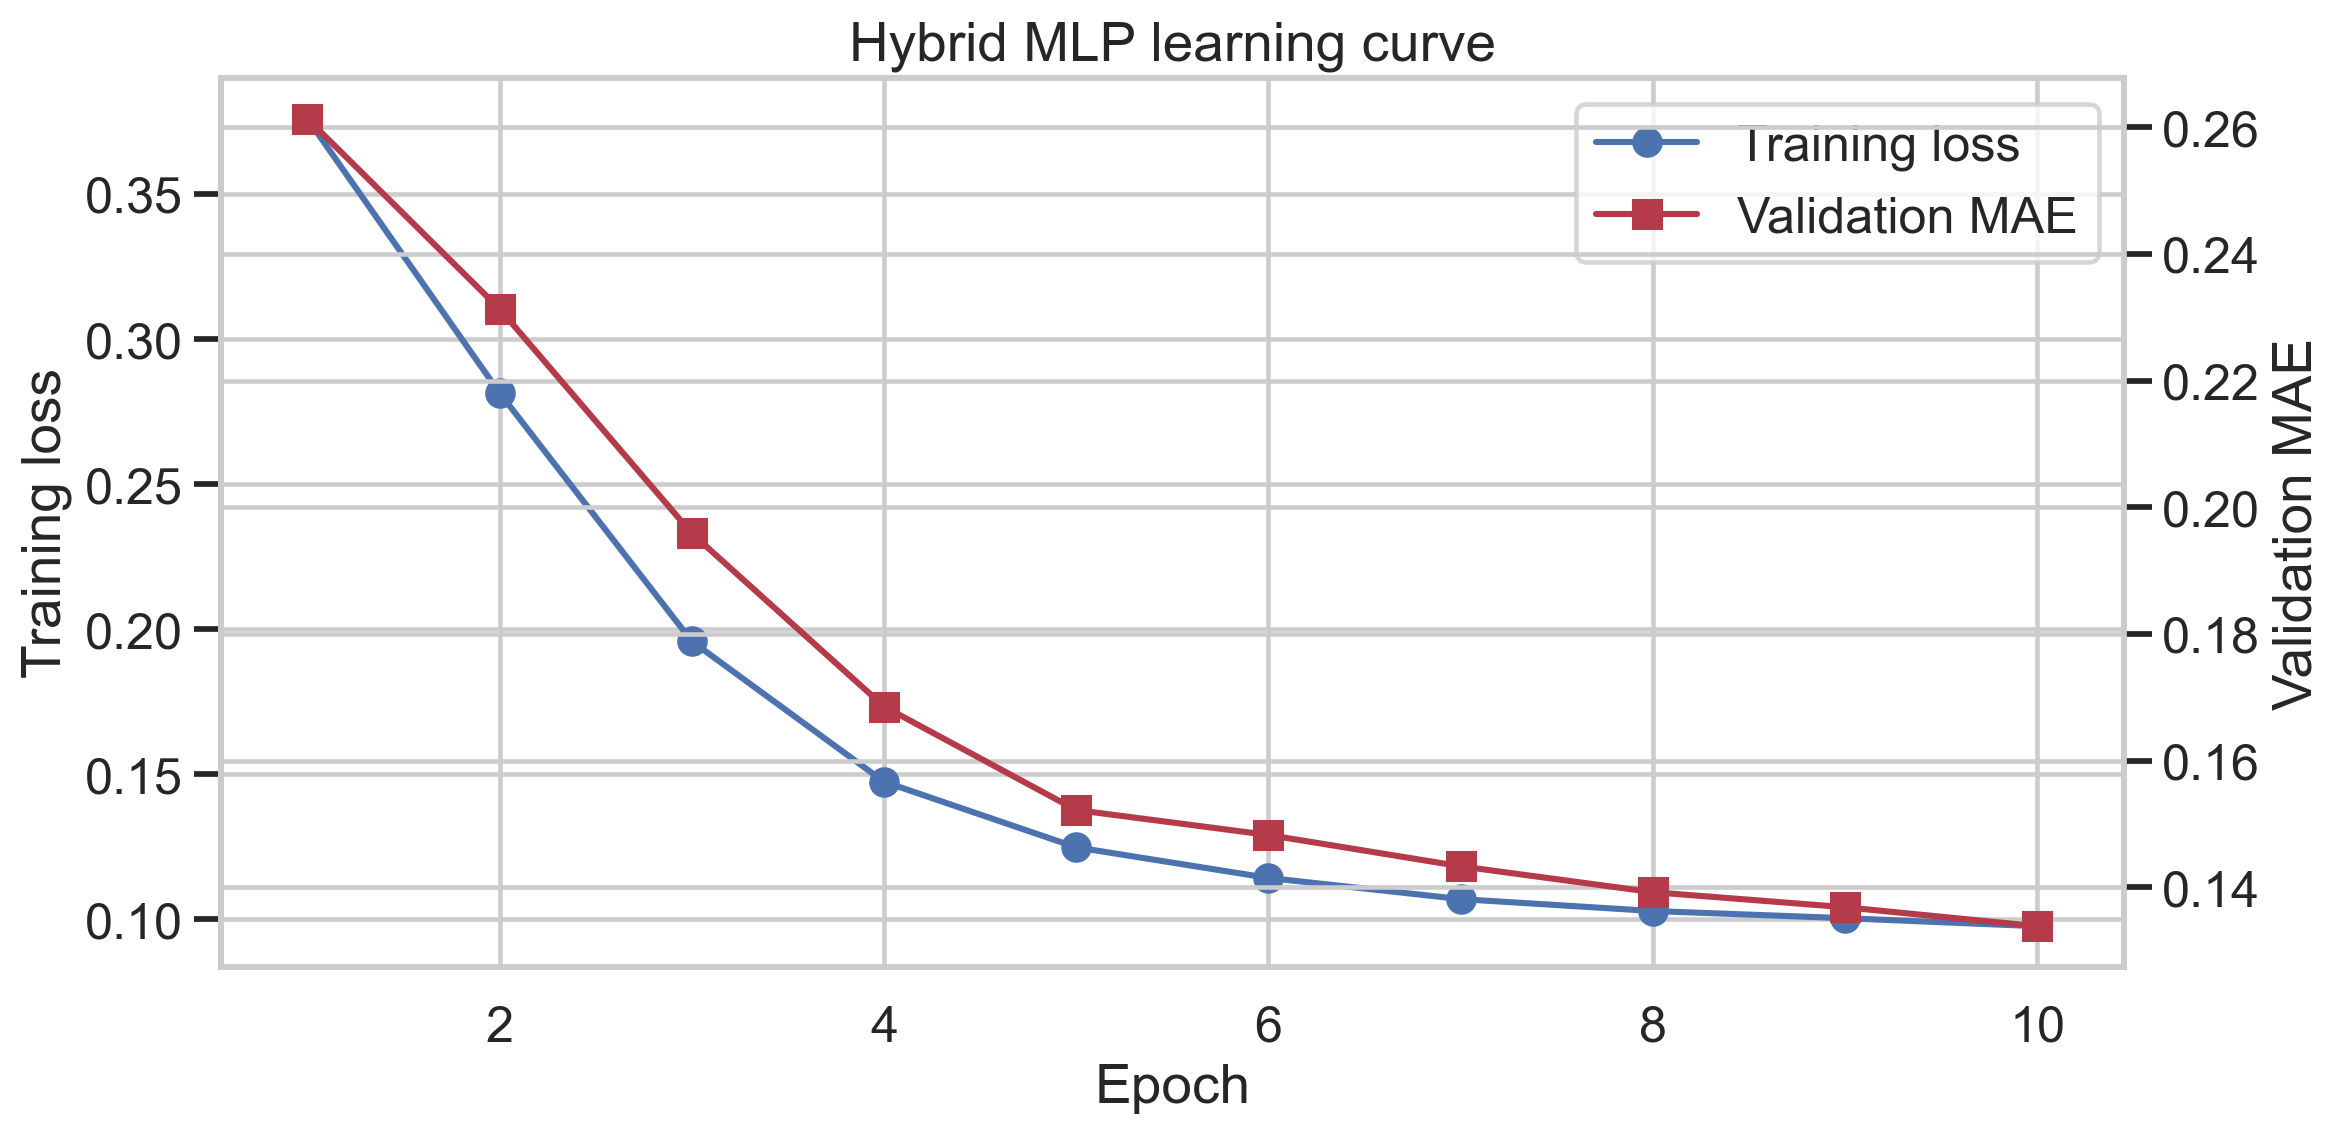 Hybrid MLP learning curve
Training loss
Validation MAE
0.35
0.30
0.25
0.20
0.15
0.10
Training loss
0.26
0.24
0.22
0.20
0.18
0.16
0.14
Validation MAE
2 4 6 8 10
Epoch